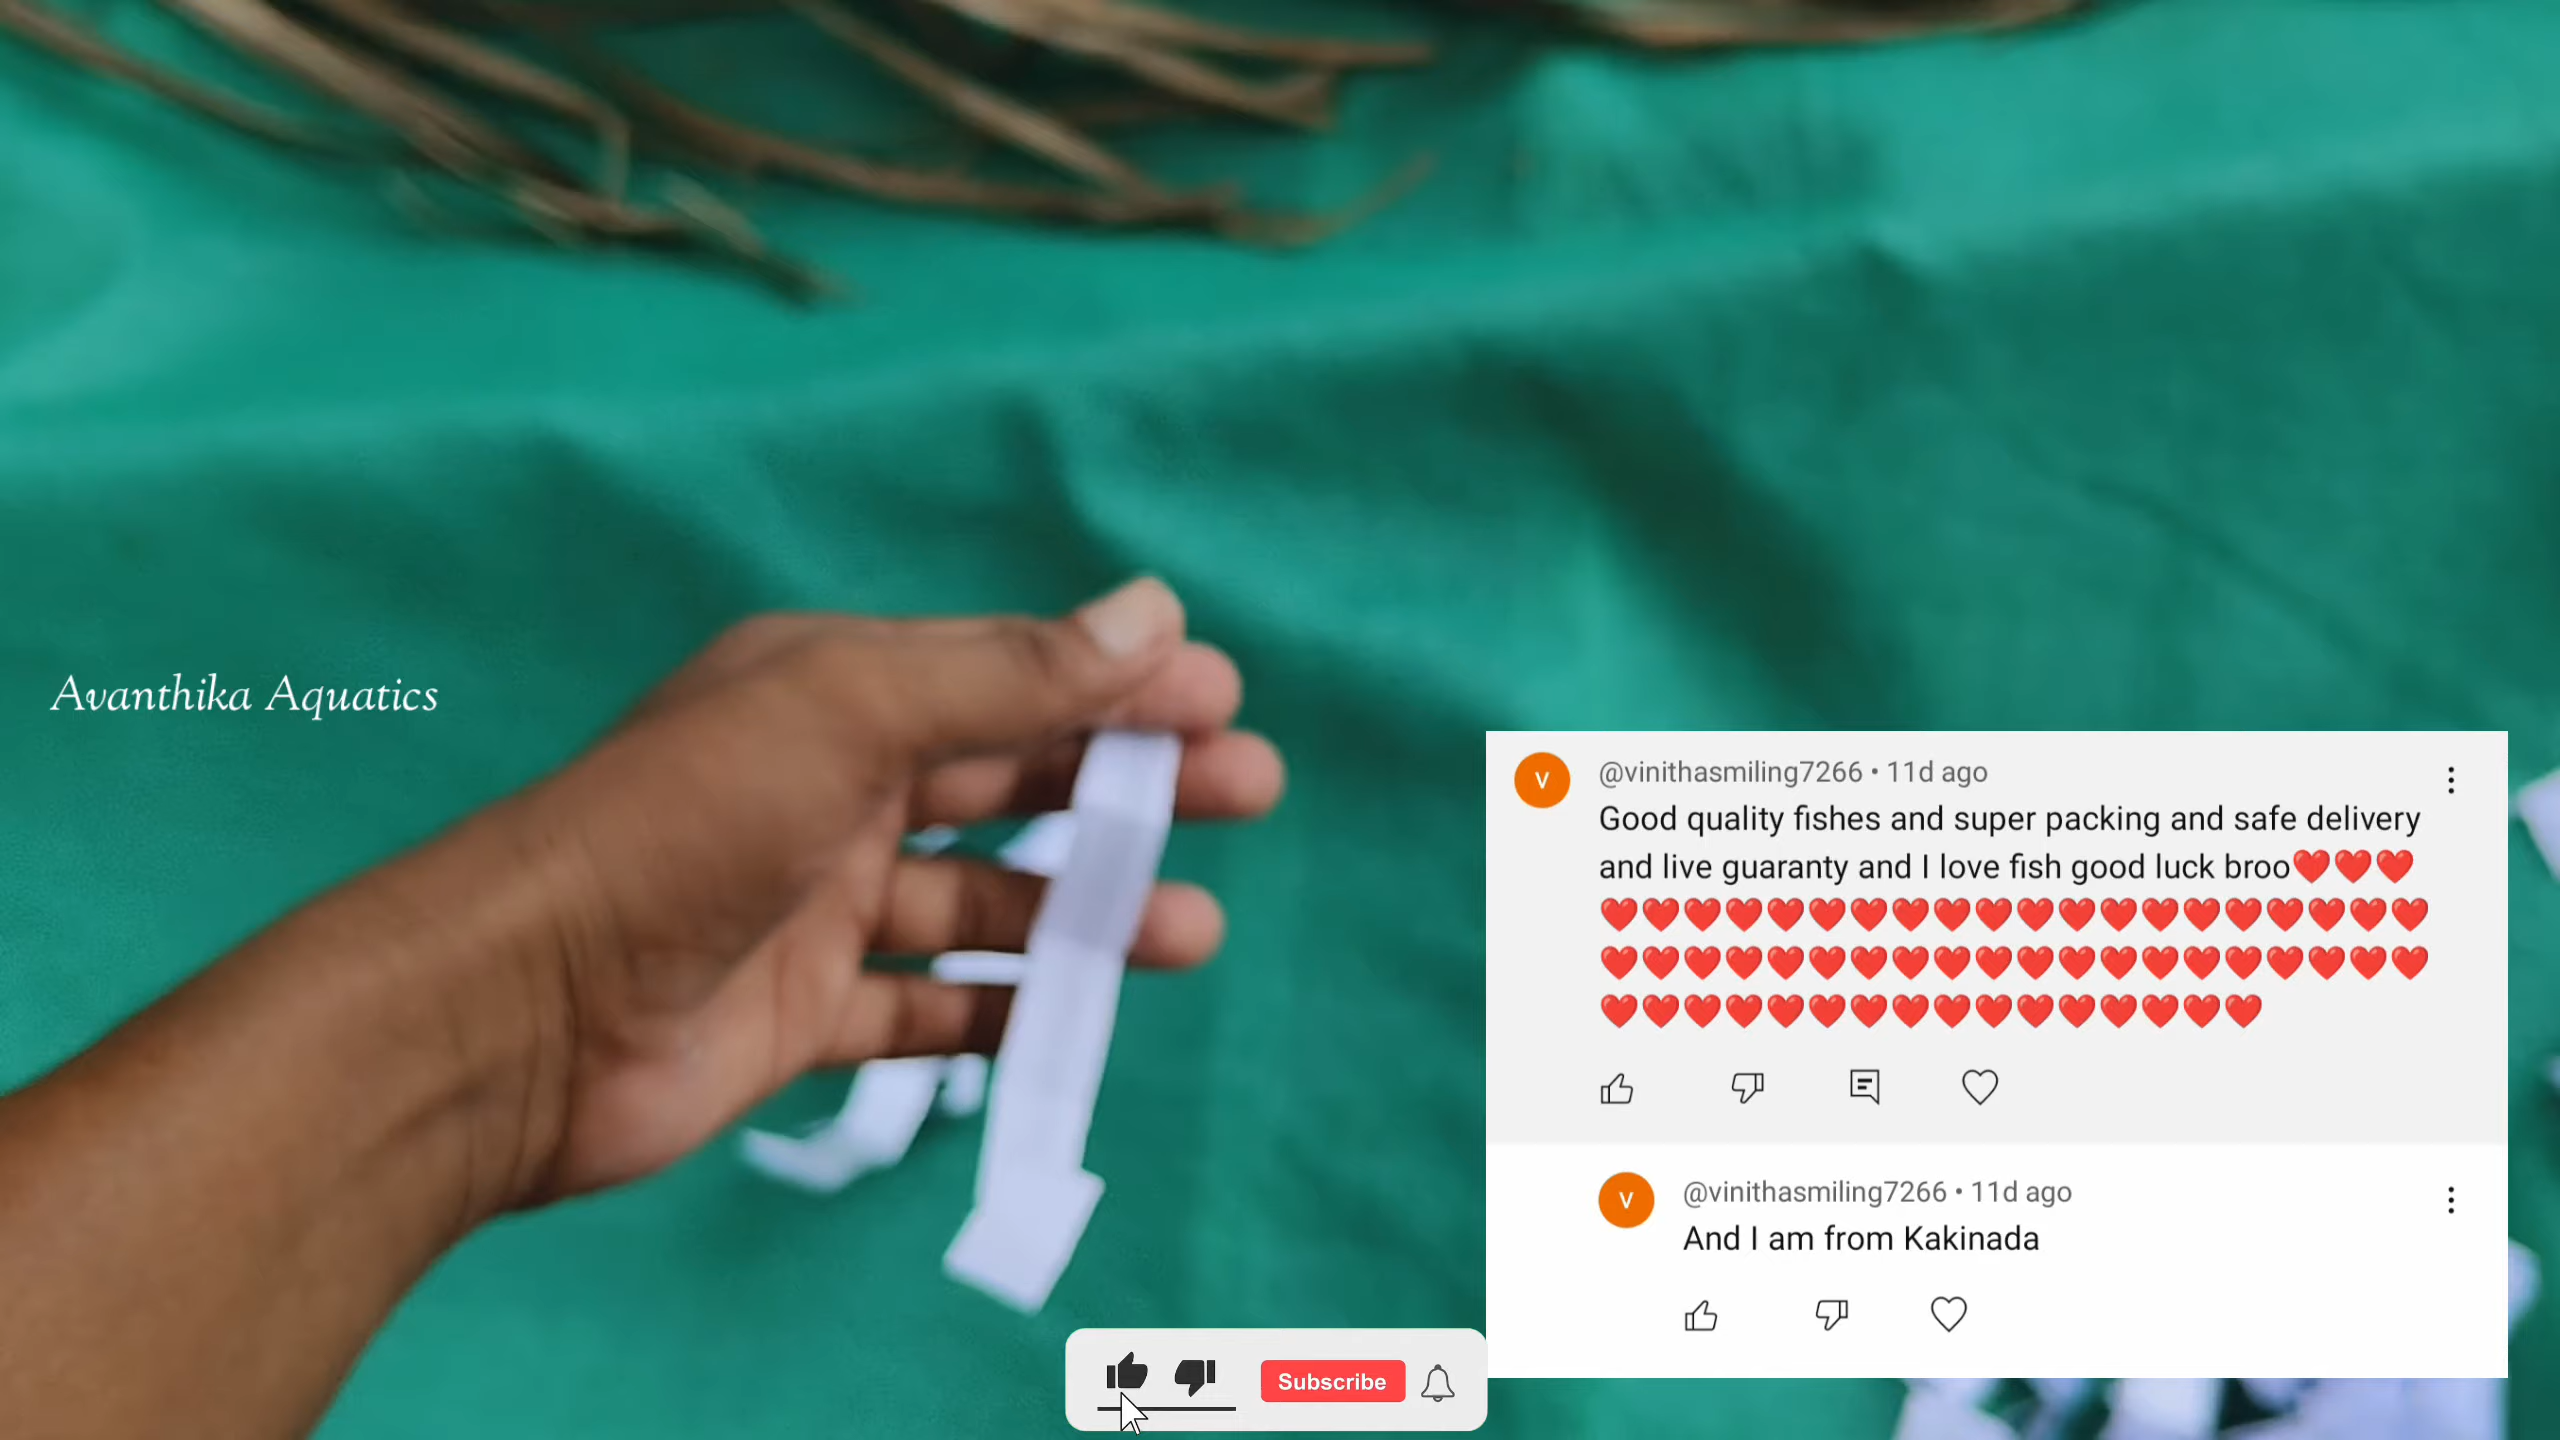 Avanthika Aquatics
V
@vinithasmiling7266 • 11d ago
Good quality fishes and super packing and safe delivery
and live guaranty and I love fish good luck broo❤️❤️❤️
❤️❤️❤️❤️❤️❤️❤️❤️❤️❤️❤️❤️❤️❤️❤️❤️❤️❤️❤️❤️
❤️❤️❤️❤️❤️❤️❤️❤️❤️❤️❤️❤️❤️❤️❤️❤️❤️❤️❤️❤️
❤️❤️❤️❤️❤️❤️❤️❤️❤️❤️❤️❤️❤️❤️❤️❤️
V
@vinithasmiling7266 • 11d ago
And I am from Kakinada
Subscribe